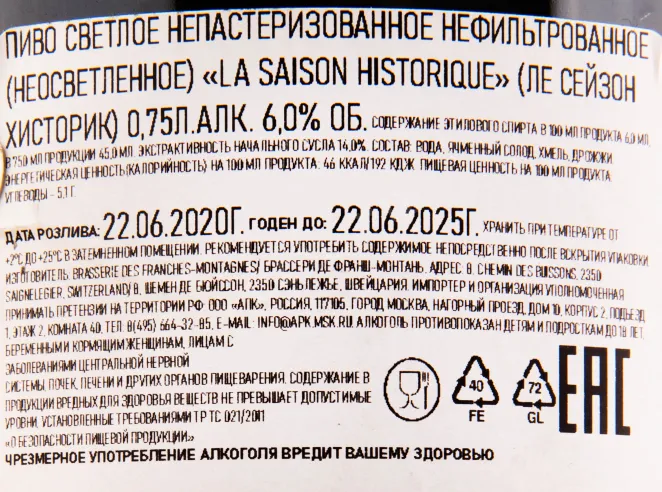 ПИВО СВЕТЛОЕ НЕПАСТЕРИЗОВАННОЕ НЕФИЛЬТРОВАННОЕ
(НЕОСВЕТЛЕННОЕ) «LA SAISON HISTORIQUE» (ЛЕ СЕЙЗОН
ХИСТОРИК) 0,75Л.АЛК. 6,0% ОБ. СОДЕРЖАНИЕ ЭТИЛОВОГО СПИРТА В 100 МЛ ПРОДУКТА 6,0 МЛ,
В 750 МЛ ПРОДУКЦИИ 45,0 МЛ. ЭКСТРАКТИВНОСТЬ НАЧАЛЬНОГО СУСЛА 14,0%. СОСТАВ: ВОДА, ЯЧМЕННЫЙ СОЛОД, ХМЕЛЬ, ДРОЖЖИ.
ЭНЕРГЕТИЧЕСКАЯ ЦЕННОСТЬ(КАЛОРИЙНОСТЬ) НА 100 МЛ ПРОДУКТА: 46 ККАЛ/192 КДЖ. ПИЩЕВАЯ ЦЕННОСТЬ НА 100 МЛ ПРОДУКТА:
УГЛЕВОДЫ - 5,1 Г.
ДАТА РОЗЛИВА: 22.06.2020Г. ГОДЕН ДО: 22.06.2025Г. ХРАНИТЬ ПРИ ТЕМПЕРАТУРЕ ОТ
+2°С ДО +25°С В ЗАТЕМНЕННОМ ПОМЕЩЕНИИ. РЕКОМЕНДУЕТСЯ УПОТРЕБИТЬ СОДЕРЖИМОЕ НЕПОСРЕДСТВЕННО ПОСЛЕ ВСКРЫТИЯ УПАКОВКИ.
ИЗГОТОВИТЕЛЬ: BRASSERIE DES FRANCHES-MONTAGNES/ БРАССЕРИ ДЕ ФРАНШ-МОНТАНЬ. АДРЕС: 8, CHEMIN DES BUISSONS, 2350
SAIGNELEGIER, SWITZERLAND/ 8, ШЕМЕН ДЕ БЮИССОН, 2350 СЭНЬЛЕЖЬЕ, ШВЕЙЦАРИЯ. ИМПОРТЕР И ОРГАНИЗАЦИЯ УПОЛНОМОЧЕННАЯ
ПРИНИМАТЬ ПРЕТЕНЗИИ НА ТЕРРИТОРИИ РФ: ООО «АПК», РОССИЯ, 117105, ГОРОД МОСКВА, НАГОРНЫЙ ПРОЕЗД, ДОМ 10, КОРПУС 2, ПОДЪЕЗД
1, ЭТАЖ 2, КОМНАТА 40, ТЕЛ: 8(495) 664-32-85, E-MAIL: INFO@APK.MSK.RU. АЛКОГОЛЬ ПРОТИВОПОКАЗАН ДЕТЯМ И ПОДРОСТКАМ ДО 18 ЛЕТ,
БЕРЕМЕННЫМ И КОРМЯЩИМ ЖЕНЩИНАМ, ЛИЦАМ С
ЗАБОЛЕВАНИЯМИ ЦЕНТРАЛЬНОЙ НЕРВНОЙ
СИСТЕМЫ, ПОЧЕК, ПЕЧЕНИ И ДРУГИХ ОРГАНОВ ПИЩЕВАРЕНИЯ. СОДЕРЖАНИЕ В
ПРОДУКЦИИ ВРЕДНЫХ ДЛЯ ЗДОРОВЬЯ ВЕЩЕСТВ НЕ ПРЕВЫШАЕТ ДОПУСТИМЫЕ
УРОВНИ, УСТАНОВЛЕННЫЕ ТРЕБОВАНИЯМИ ТР ТС 021/2011
«О БЕЗОПАСНОСТИ ПИЩЕВОЙ ПРОДУКЦИИ»
40
FE
72
GL
EAC
ЧРЕЗМЕРНОЕ УПОТРЕБЛЕНИЕ АЛКОГОЛЯ ВРЕДИТ ВАШЕМУ ЗДОРОВЬЮ